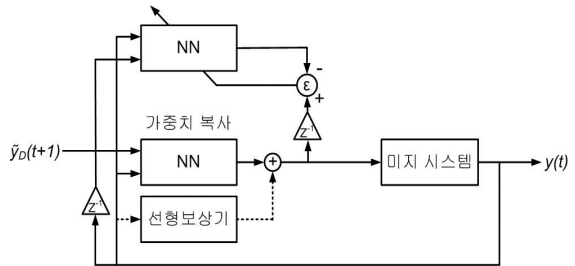 NN
-
ε
+
가중치 복사
z⁻¹
ỹD(t+1)
NN
+
미지 시스템
y(t)
z⁻¹
선형보상기